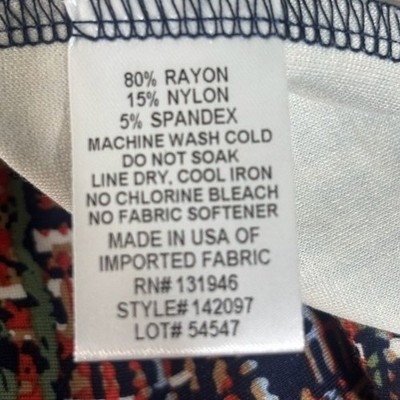 80% RAYON
15% NYLON
5% SPANDEX
MACHINE WASH COLD
DO NOT SOAK
LINE DRY, COOL IRON
NO CHLORINE BLEACH
NO FABRIC SOFTENER
MADE IN USA OF
IMPORTED FABRIC
RN# 131946
STYLE# 142097
LOT# 54547